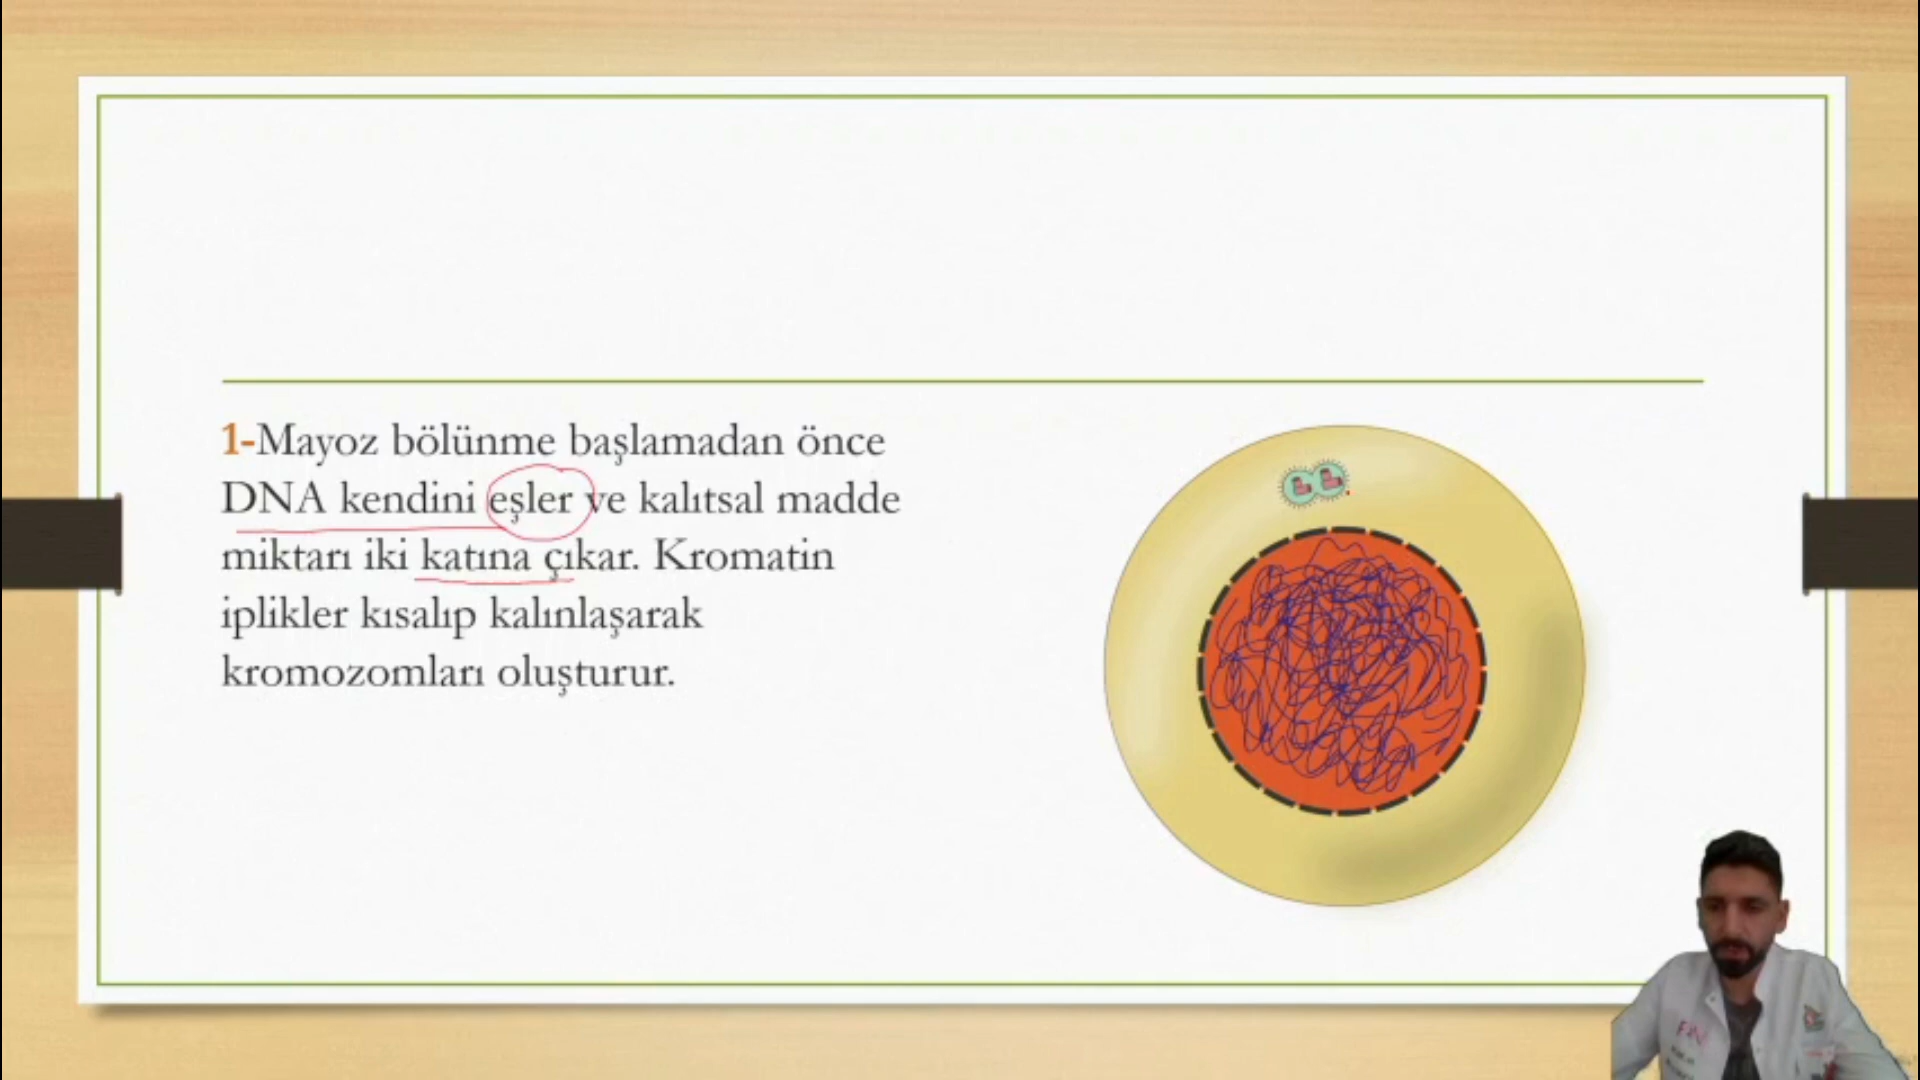 1-Mayoz bölünme başlamadan önce
DNA kendini eşler ve kalıtsal madde
miktarı iki katına çıkar. Kromatin
iplikler kısalıp kalınlaşarak
kromozomları oluşturur.